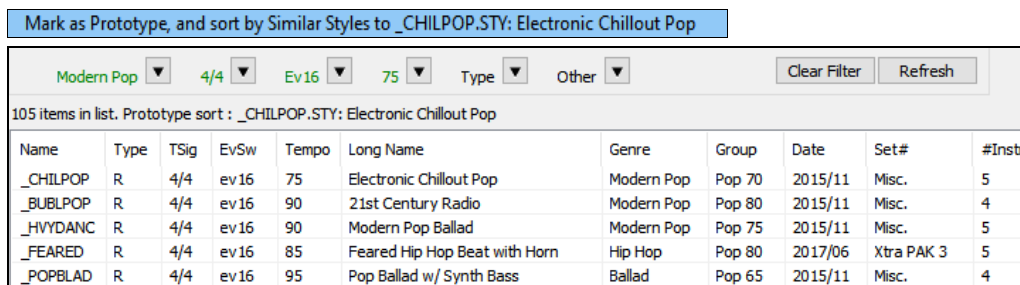 Mark as Prototype, and sort by Similar Styles to _CHILPOP.STY: Electronic Chillout Pop
Modern Pop 4/4 Ev16 75 Type Other Clear Filter Refresh
105 items in list. Prototype sort : _CHILPOP.STY: Electronic Chillout Pop
Name Type TSig EvSw Tempo Long Name Genre Group Date Set# #Inst
_CHILPOP R 4/4 ev16 75 Electronic Chillout Pop Modern Pop Pop 70 2015/11 Misc. 5
_BUBLPOP R 4/4 ev16 90 21st Century Radio Modern Pop Pop 80 2015/11 Misc. 4
_HVYDANC R 4/4 ev16 90 Modern Pop Ballad Modern Pop Pop 75 2015/11 Misc. 5
_FEARED R 4/4 ev16 85 Feared Hip Hop Beat with Horn Hip Hop Pop 80 2017/06 Xtra PAK 3 5
_POPBLAD R 4/4 ev16 95 Pop Ballad w/ Synth Bass Ballad Pop 65 2015/11 Misc. 4